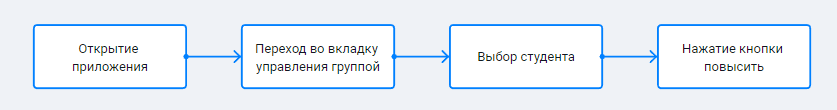 Открытие
приложения
Переход во вкладку
управления группой
Выбор студента
Нажатие кнопки
повысить